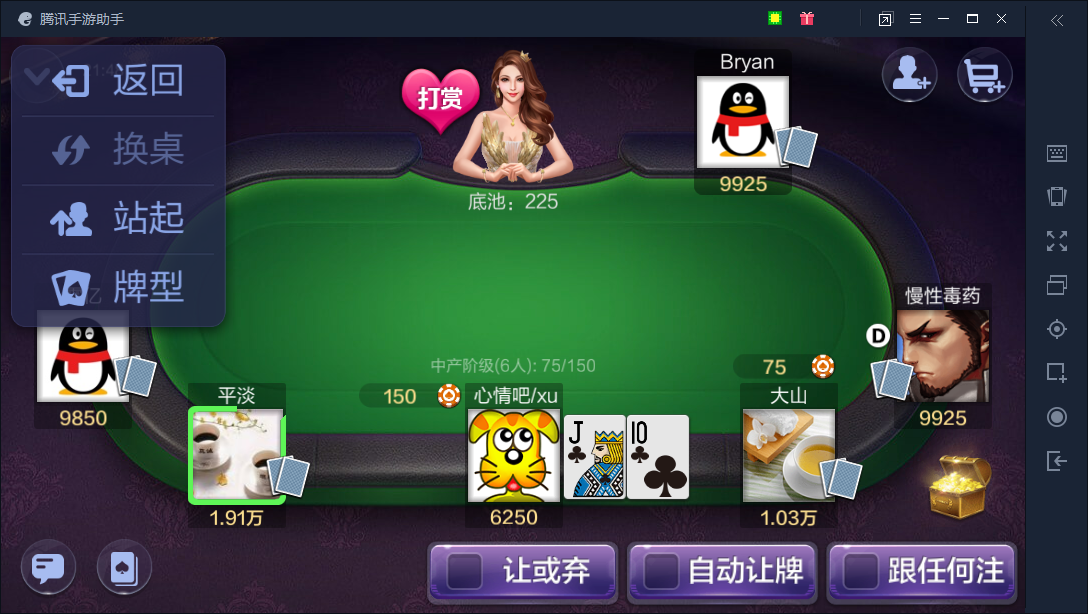 腾讯手游助手
返回
换桌
站起
牌型
打赏
Bryan
9925
底池：225
慢性毒药
D
9925
中产阶级(6人): 75/150
75
150
9850
平淡
1.91万
心情吧/xu
J
10
6250
大山
1.03万
让或弃
自动让牌
跟任何注